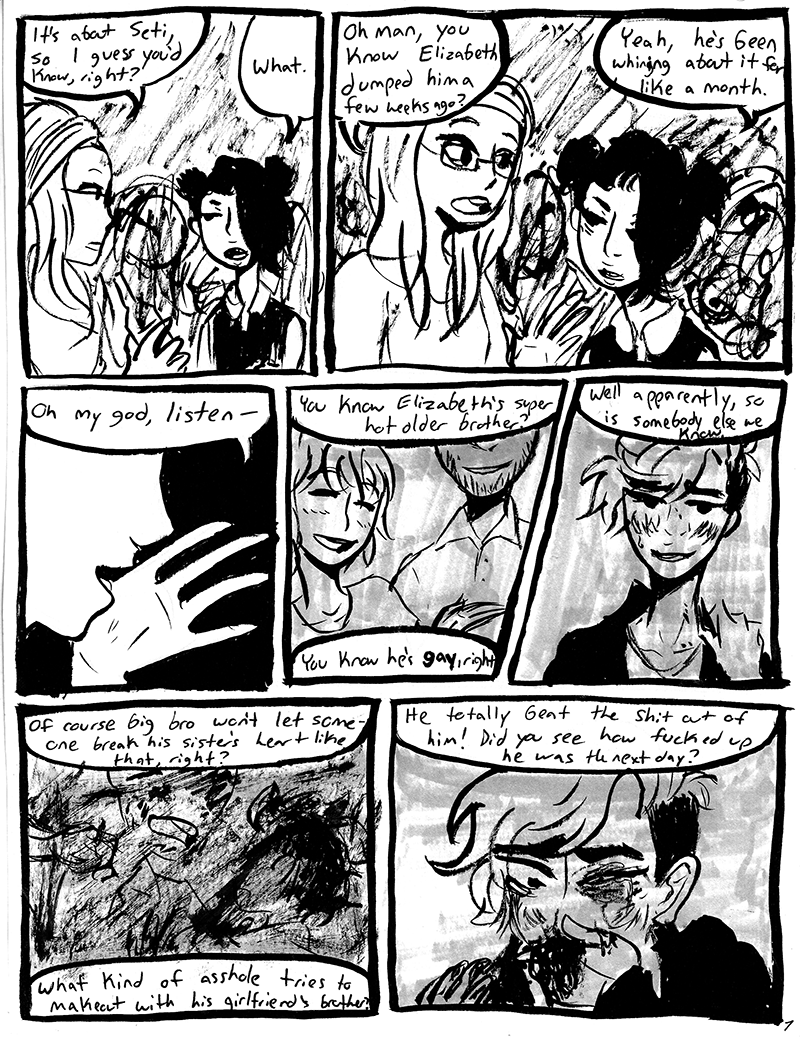 It's about Seti,
so I guess you'd
know, right?
What.
Oh man, you
know Elizabeth
dumped him a
few weeks ago?
Yeah, he's been
whining about it for
like a month.
Oh my god, listen—
You know Elizabeth's super
hot older brother?
You know he's gay, right
Well apparently, so
is somebody else we
know.
Of course big bro won't let some-
one break his sister's heart like
that, right?
What kind of asshole tries to
makeout with his girlfriend's brother?
He totally beat the shit out of
him! Did you see how fucked up
he was the next day?
7